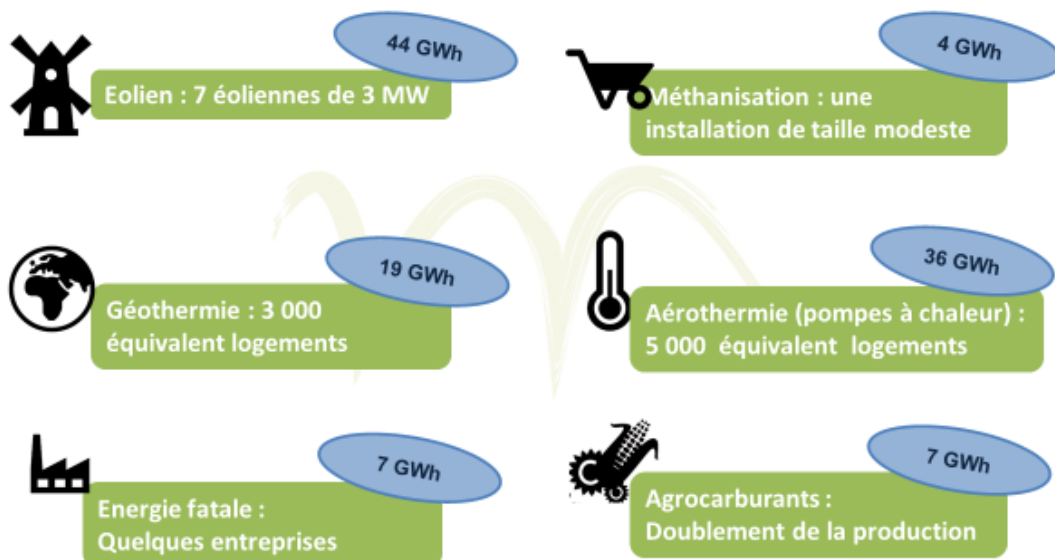 44 GWh
Eolien : 7 éoliennes de 3 MW
4 GWh
Méthanisation : une
installation de taille modeste
19 GWh
Géothermie : 3 000
équivalent logements
36 GWh
Aérothermie (pompes à chaleur) :
5 000 équivalent logements
7 GWh
Energie fatale :
Quelques entreprises
7 GWh
Agrocarburants :
Doublement de la production